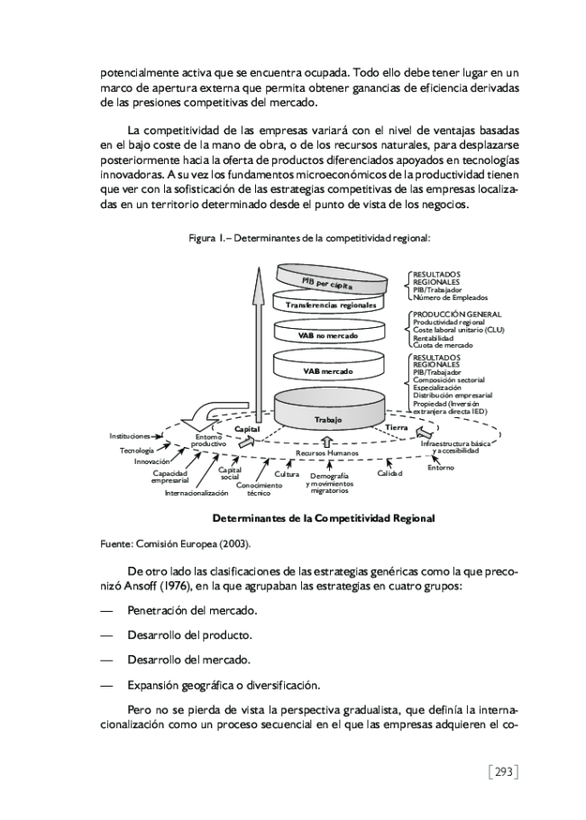 potencialmente activa que se encuentra ocupada. Todo ello debe tener lugar en un
marco de apertura externa que permita obtener ganancias de eficiencia derivadas
de las presiones competitivas del mercado.
La competitividad de las empresas variará con el nivel de ventajas basadas
en el bajo coste de la mano de obra, o de los recursos naturales, para desplazarse
posteriormente hacia la oferta de productos diferenciados apoyados en tecnologías
innovadoras. A su vez los fundamentos microeconómicos de la productividad tienen
que ver con la sofisticación de las estrategias competitivas de las empresas localiza-
das en un territorio determinado desde el punto de vista de los negocios.
Figura 1.– Determinantes de la competitividad regional:
PIB per cápita
Transferencias regionales
VAB no mercado
VAB mercado
Trabajo
RESULTADOS
REGIONALES
PIB/Trabajador
Número de Empleados
PRODUCCIÓN GENERAL
Productividad regional
Coste laboral unitario (CLU)
Rentabilidad
Cuota de mercado
RESULTADOS
REGIONALES
PIB/Trabajador
Composición sectorial
Especialización
Distribución empresarial
Propiedad (Inversión
extranjera directa IED)
Capital
Tierra
Instituciones
Entorno
productivo
Tecnología
Innovación
Capacidad
empresarial
Internacionalización
Capital
social
Conocimiento
técnico
Cultura
Recursos Humanos
Demografía
y movimientos
migratorios
Calidad
Entorno
Infraestructura básica
y accesibilidad
Determinantes de la Competitividad Regional
Fuente: Comisión Europea (2003).
De otro lado las clasificaciones de las estrategias genéricas como la que preco-
nizó Ansoff (1976), en la que agrupaban las estrategias en cuatro grupos:
— Penetración del mercado.
— Desarrollo del producto.
— Desarrollo del mercado.
— Expansión geográfica o diversificación.
Pero no se pierda de vista la perspectiva gradualista, que definía la interna-
cionalización como un proceso secuencial en el que las empresas adquieren el co-
[293]